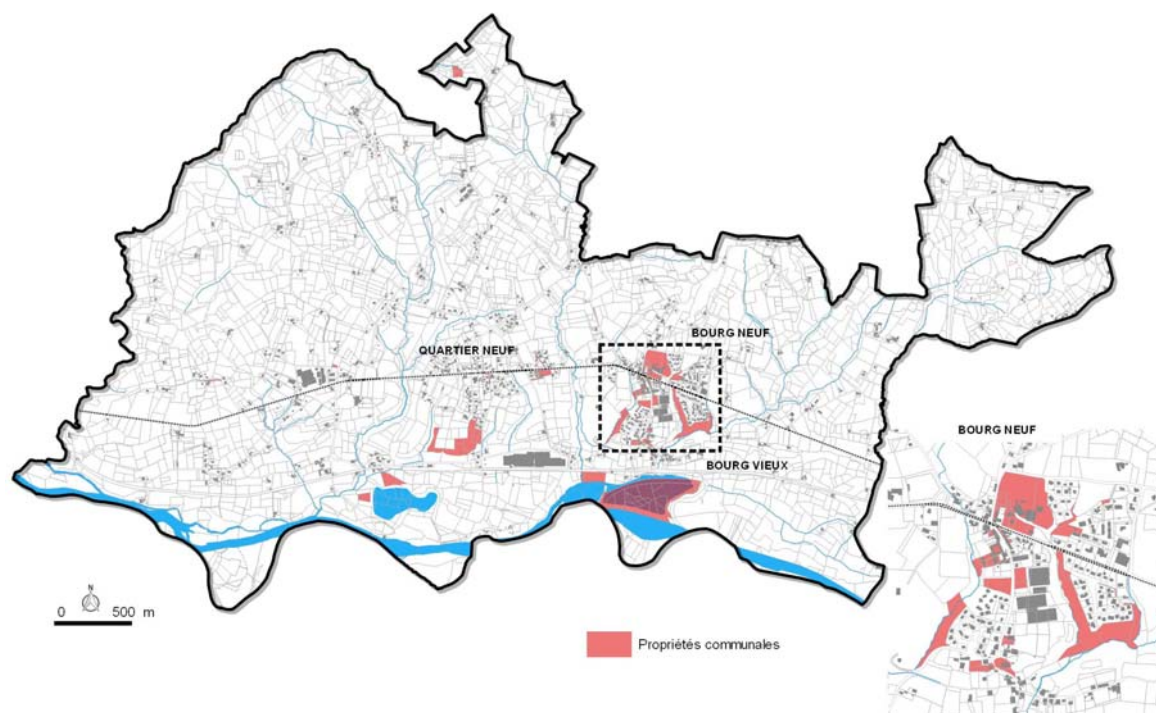 BOURG NEUF
QUARTIER NEUF
BOURG VIEUX
BOURG NEUF
N
0 500 m
Propriétés communales